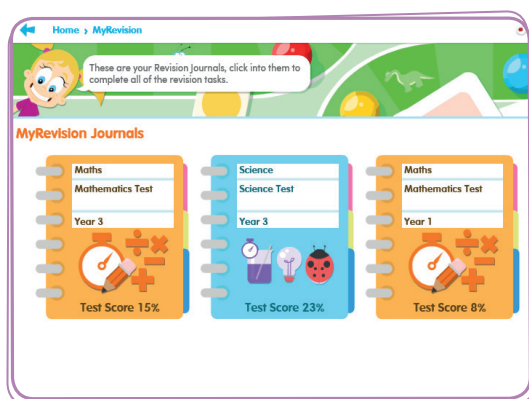 Home › MyRevision
These are your Revision Journals, click into them to
complete all of the revision tasks.
MyRevision Journals
Maths
Mathematics Test
Year 3
Test Score 15%
Science
Science Test
Year 3
Test Score 23%
Maths
Mathematics Test
Year 1
Test Score 8%